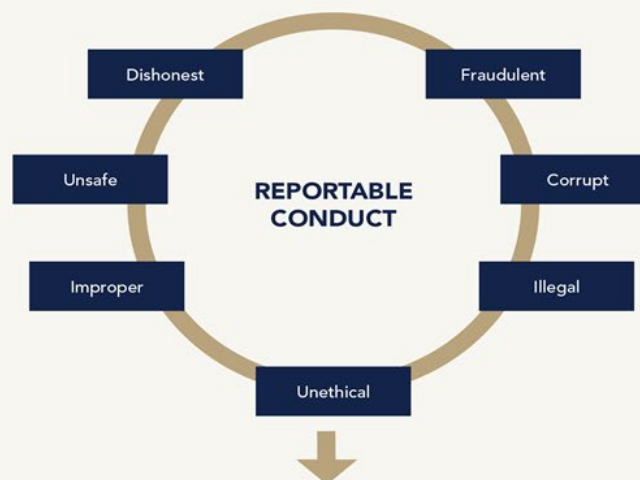 Dishonest
Fraudulent
Unsafe
REPORTABLE
CONDUCT
Corrupt
Improper
Illegal
Unethical